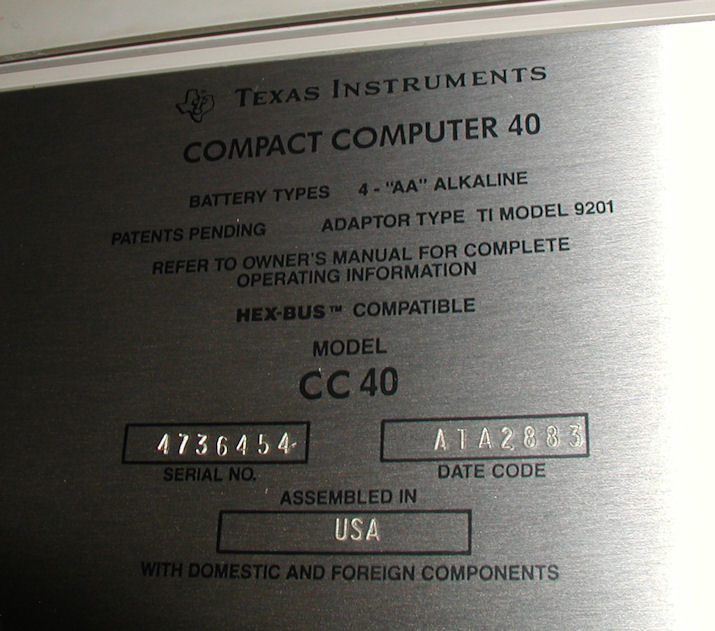 TEXAS INSTRUMENTS
COMPACT COMPUTER 40
BATTERY TYPES 4 - "AA" ALKALINE
PATENTS PENDING ADAPTOR TYPE TI MODEL 9201
REFER TO OWNER'S MANUAL FOR COMPLETE
OPERATING INFORMATION
HEX-BUS™ COMPATIBLE
MODEL
CC 40
4736454 ATA2883
SERIAL NO. DATE CODE
ASSEMBLED IN
USA
WITH DOMESTIC AND FOREIGN COMPONENTS